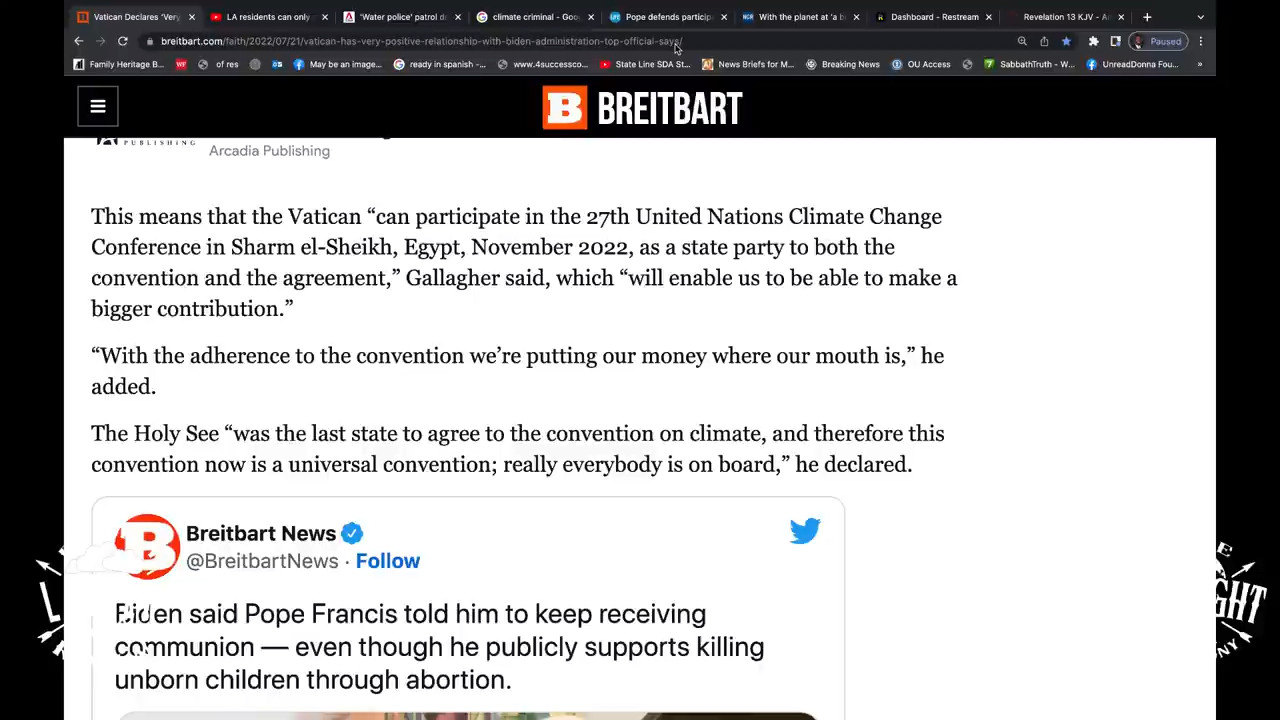 Vatican Declares 'Very
LA residents can only
'Water police' patrol d
climate criminal - Goo
Pope defends particip
With the planet at 'a b
Dashboard - Restream
Revelation 13 KJV - A
breitbart.com/faith/2022/07/21/vatican-has-very-positive-relationship-with-biden-administration-top-official-says/
Paused
Family Heritage B...
of res
May be an image...
ready in spanish -...
www.4successco...
State Line SDA St...
News Briefs for M...
Breaking News
OU Access
SabbathTruth - W...
UnreadDonna Fou...
»
BREITBART
PUBLISHING
Arcadia Publishing
This means that the Vatican “can participate in the 27th United Nations Climate Change
Conference in Sharm el-Sheikh, Egypt, November 2022, as a state party to both the
convention and the agreement,” Gallagher said, which “will enable us to be able to make a
bigger contribution.”
“With the adherence to the convention we’re putting our money where our mouth is,” he
added.
The Holy See “was the last state to agree to the convention on climate, and therefore this
convention now is a universal convention; really everybody is on board,” he declared.
Breitbart News
@BreitbartNews · Follow
Biden said Pope Francis told him to keep receiving
communion — even though he publicly supports killing
unborn children through abortion.